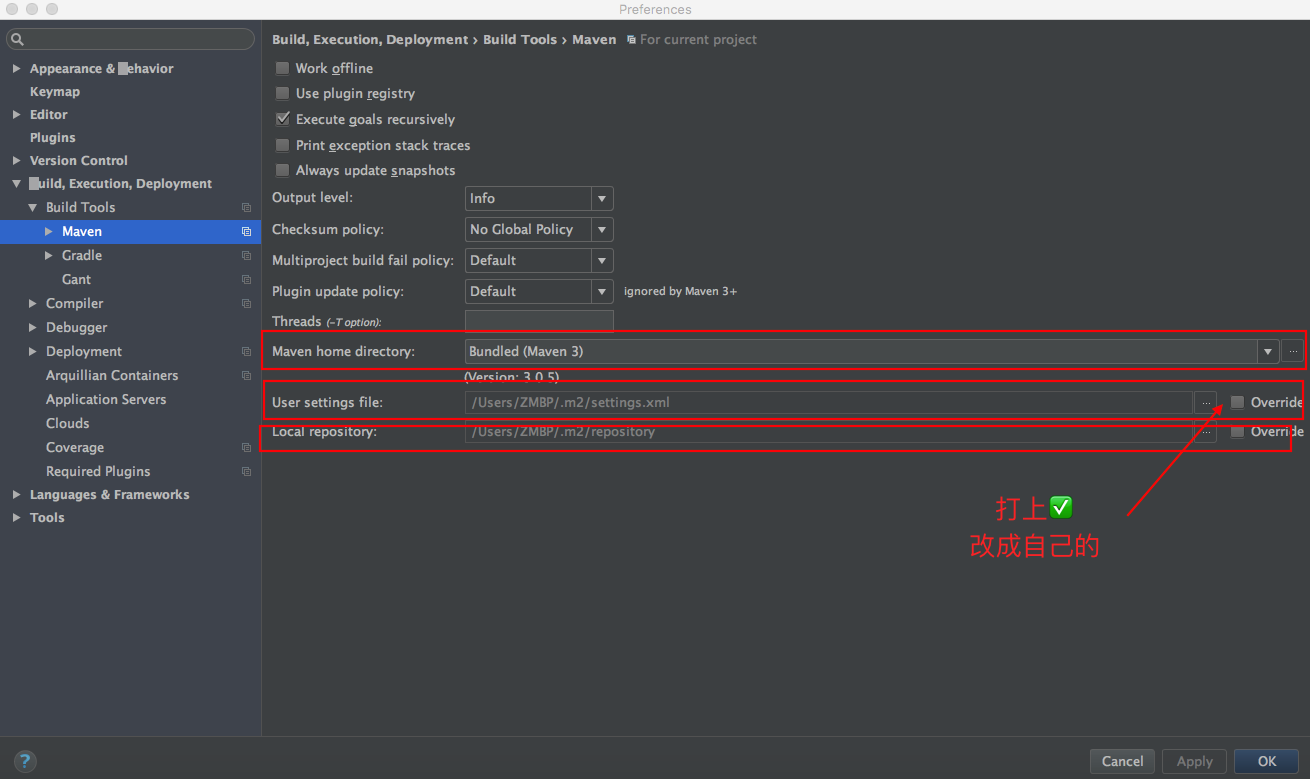 Preferences
Build, Execution, Deployment › Build Tools › Maven For current project
Appearance & ehavior
Keymap
Editor
Plugins
Version Control
uild, Execution, Deployment
Build Tools
Maven
Gradle
Gant
Compiler
Debugger
Deployment
Arquillian Containers
Application Servers
Clouds
Coverage
Required Plugins
Languages & Frameworks
Tools
Work offline
Use plugin registry
Execute goals recursively
Print exception stack traces
Always update snapshots
Output level: Info
Checksum policy: No Global Policy
Multiproject build fail policy: Default
Plugin update policy: Default ignored by Maven 3+
Threads (-T option):
Maven home directory: Bundled (Maven 3) ...
(Version: 3.0.5)
User settings file: /Users/ZMBP/.m2/settings.xml ... Override
Local repository: /Users/ZMBP/.m2/repository ... Override
打上✅
改成自己的
? Cancel Apply OK